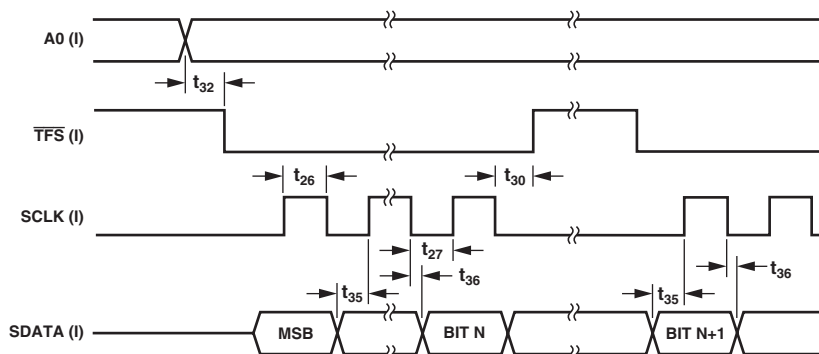 A0 (I)
t32
TFS (I)
t26
t30
SCLK (I)
t27
t36
t36
t35
t35
SDATA (I)
MSB
BIT N
BIT N+1